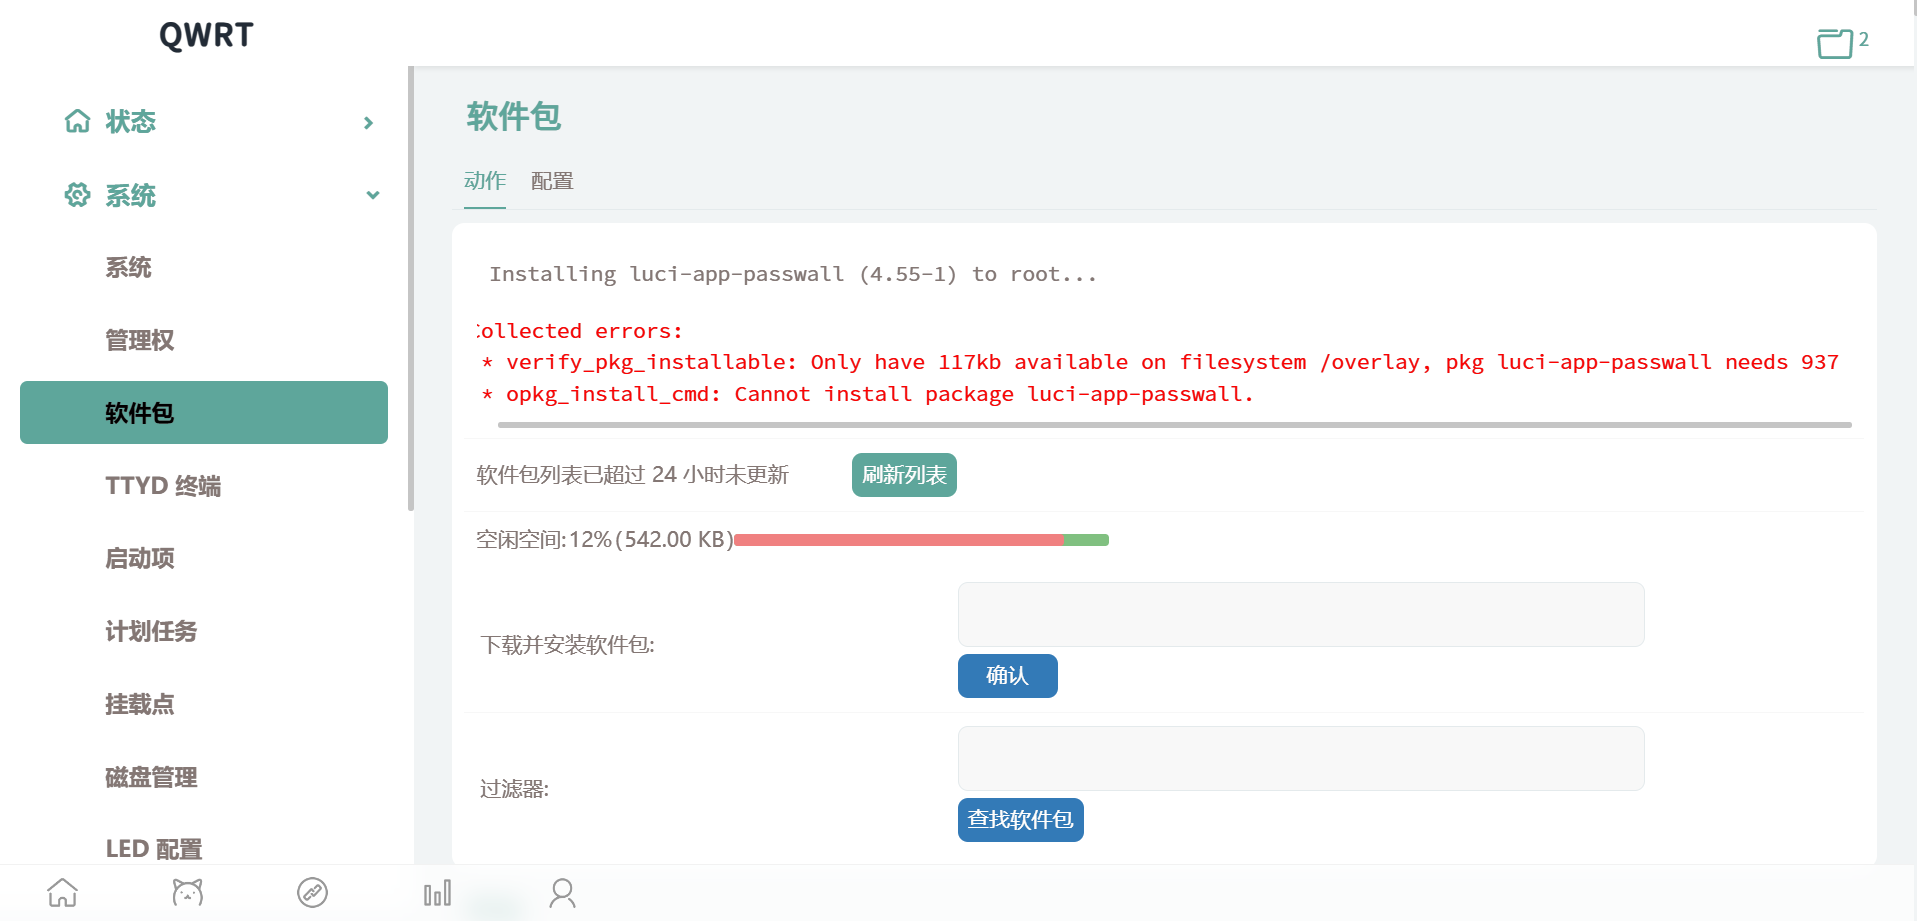 QWRT
2
状态
系统
系统
管理权
软件包
TTYD 终端
启动项
计划任务
挂载点
磁盘管理
LED 配置
软件包
动作 配置
Installing luci-app-passwall (4.55-1) to root...
Collected errors:
* verify_pkg_installable: Only have 117kb available on filesystem /overlay, pkg luci-app-passwall needs 937
* opkg_install_cmd: Cannot install package luci-app-passwall.
软件包列表已超过 24 小时未更新 刷新列表
空闲空间:12%(542.00 KB)
下载并安装软件包:
确认
过滤器:
查找软件包